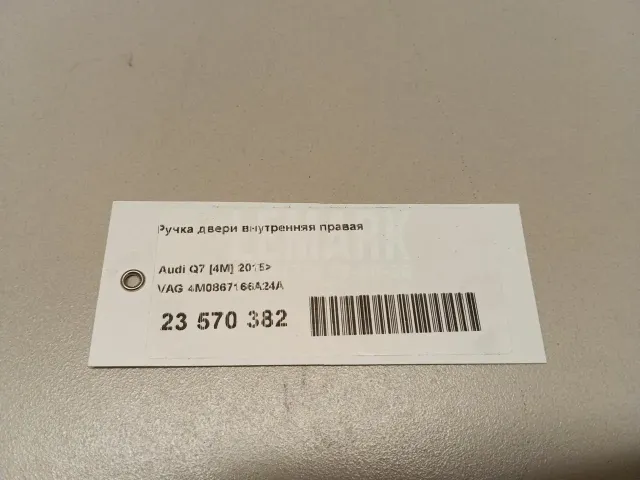 Ручка двери внутренняя правая
Audi Q7 [4M] 2015>
VAG 4M0867166A24A
23 570 382